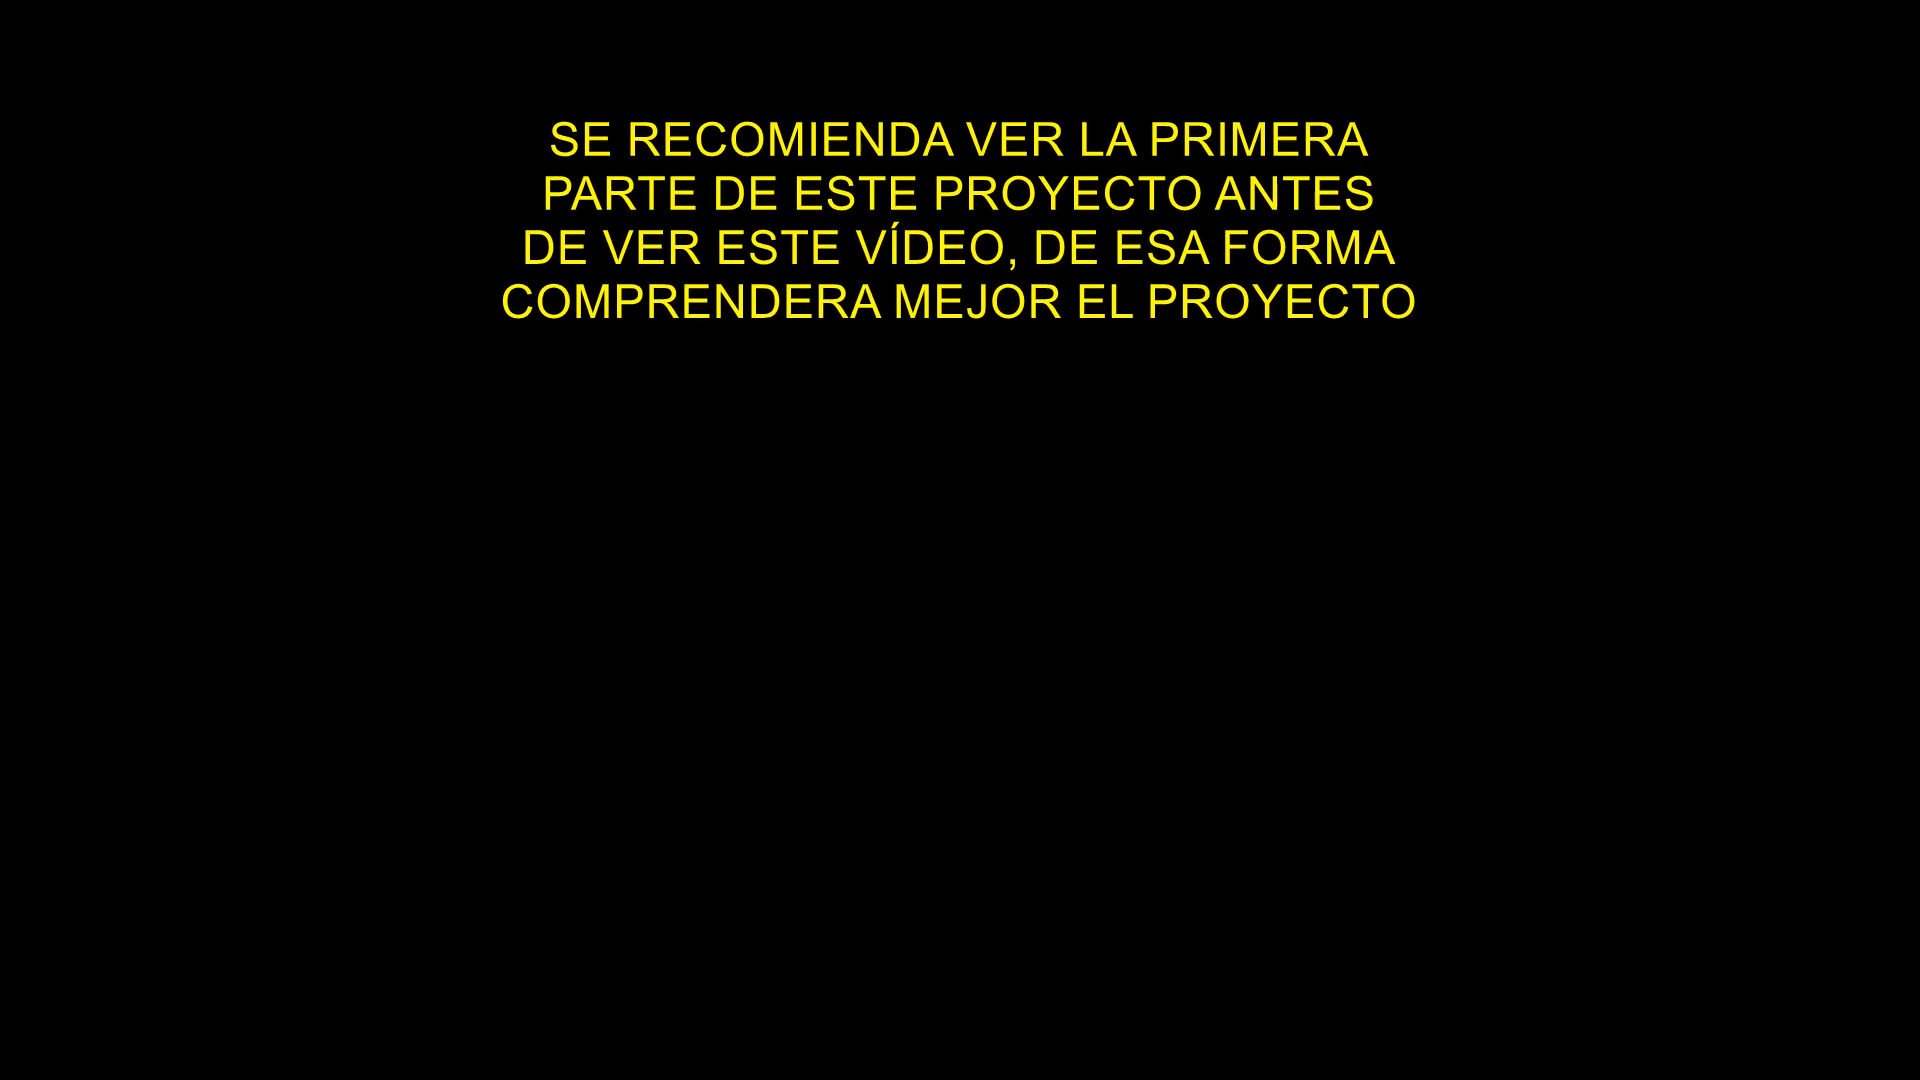 SE RECOMIENDA VER LA PRIMERA
PARTE DE ESTE PROYECTO ANTES
DE VER ESTE VÍDEO, DE ESA FORMA
COMPRENDERA MEJOR EL PROYECTO